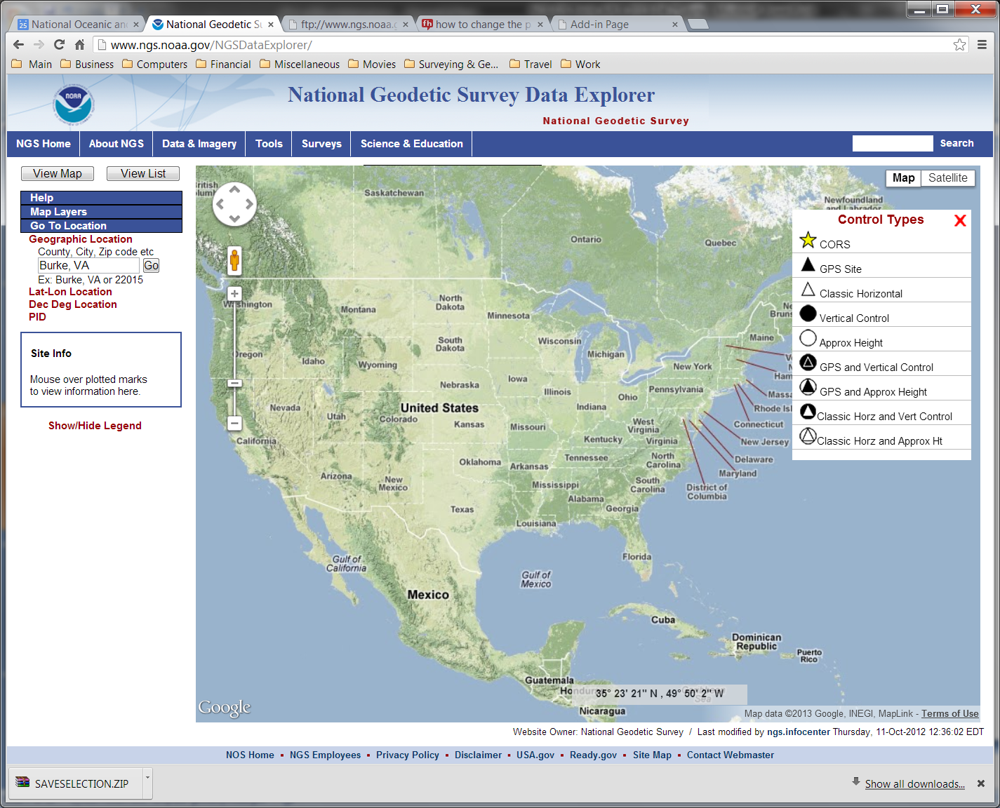 National Oceanic an
National Geodetic Su
ftp://www.ngs.noaa.g
how to change the p
Add-in Page
www.ngs.noaa.gov/NGSDataExplorer/
Main
Business
Computers
Financial
Miscellaneous
Movies
Surveying & Ge...
Travel
Work
NOAA
National Geodetic Survey Data Explorer
National Geodetic Survey
NGS Home
About NGS
Data & Imagery
Tools
Surveys
Science & Education
Search
View Map
View List
Help
Map Layers
Go To Location
Geographic Location
County, City, Zip code etc
Burke, VA
Go
Ex: Burke, VA or 22015
Lat-Lon Location
Dec Deg Location
PID
Site Info
Mouse over plotted marks
to view information here.
Show/Hide Legend
Map
Satellite
Control Types
CORS
GPS Site
Classic Horizontal
Vertical Control
Approx Height
GPS and Vertical Control
GPS and Approx Height
Classic Horz and Vert Control
Classic Horz and Approx Ht
Saskatchewan
Newfoundland
and Labrador
Ontario
Quebec
Washington
Montana
North
Dakota
Minnesota
Maine
Oregon
Idaho
Wyoming
South
Dakota
Wisconsin
Michigan
New York
Ham
Massa
Rhode Isl
Connecticut
New Jersey
Delaware
Maryland
District of
Columbia
Nebraska
Iowa
Illinois
Indiana
Ohio
Pennsylvania
United States
Nevada
Utah
Colorado
Kansas
Missouri
West
Virginia
Kentucky
Virginia
California
Oklahoma
Arkansas
Tennessee
North
Carolina
Arizona
New
Mexico
Mississippi
South
Carolina
Alabama
Georgia
Texas
Louisiana
Florida
Gulf of
California
Gulf of
Mexico
Mexico
Cuba
Dominican
Republic
Puerto
Rico
Guatemala
Honduras
Nicaragua
35° 23' 21" N , 49° 50' 2" W
Google
Map data ©2013 Google, INEGI, MapLink - Terms of Use
Website Owner: National Geodetic Survey / Last modified by ngs.infocenter Thursday, 11-Oct-2012 12:36:02 EDT
NOS Home ▪ NGS Employees ▪ Privacy Policy ▪ Disclaimer ▪ USA.gov ▪ Ready.gov ▪ Site Map ▪ Contact Webmaster
SAVESELECTION.ZIP
Show all downloads...